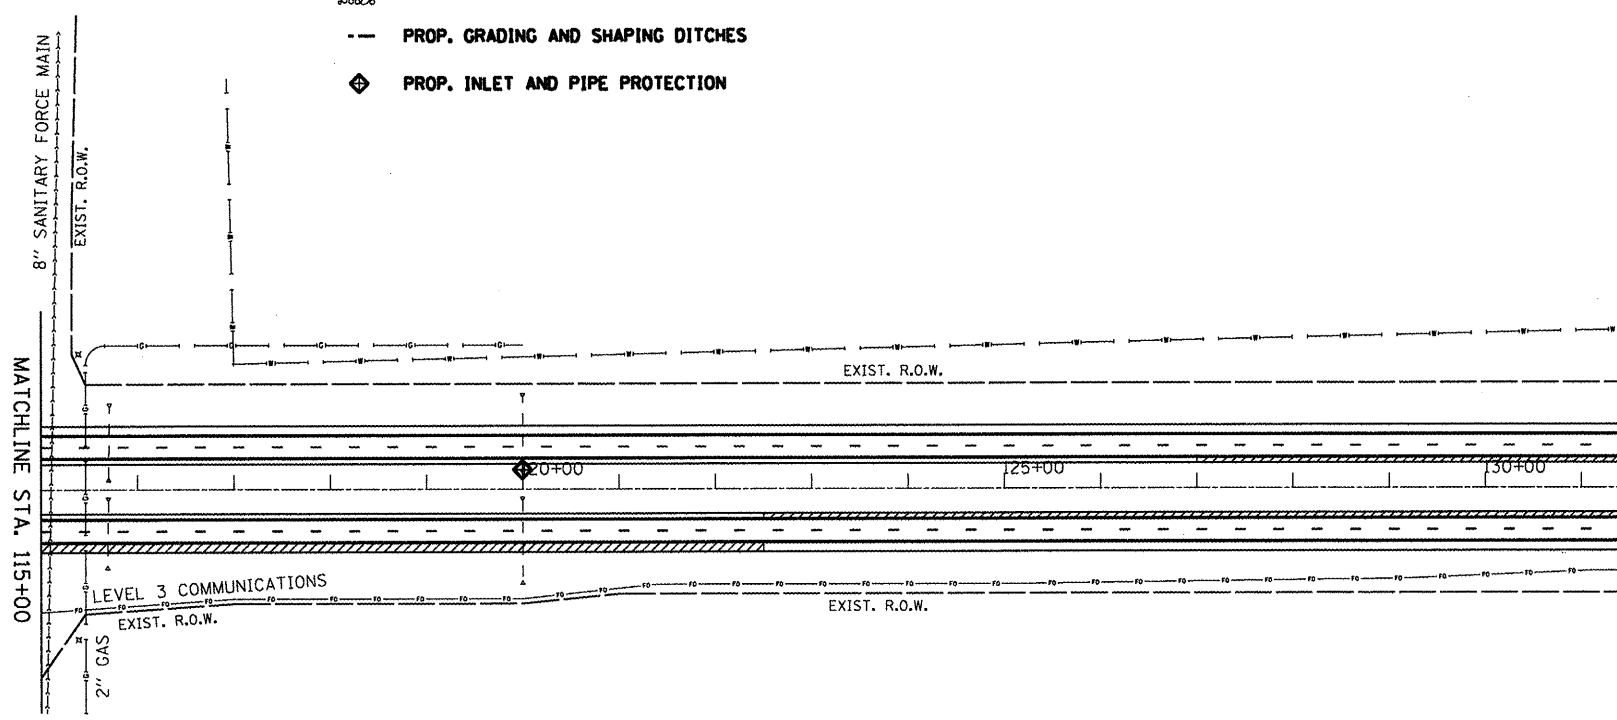 PROP. GRADING AND SHAPING DITCHES
PROP. INLET AND PIPE PROTECTION
8'' SANITARY FORCE MAIN
EXIST. R.O.W.
EXIST. R.O.W.
MATCHLINE STA. 115+00
120+00
125+00
130+00
LEVEL 3 COMMUNICATIONS
EXIST. R.O.W.
EXIST. R.O.W.
2'' GAS